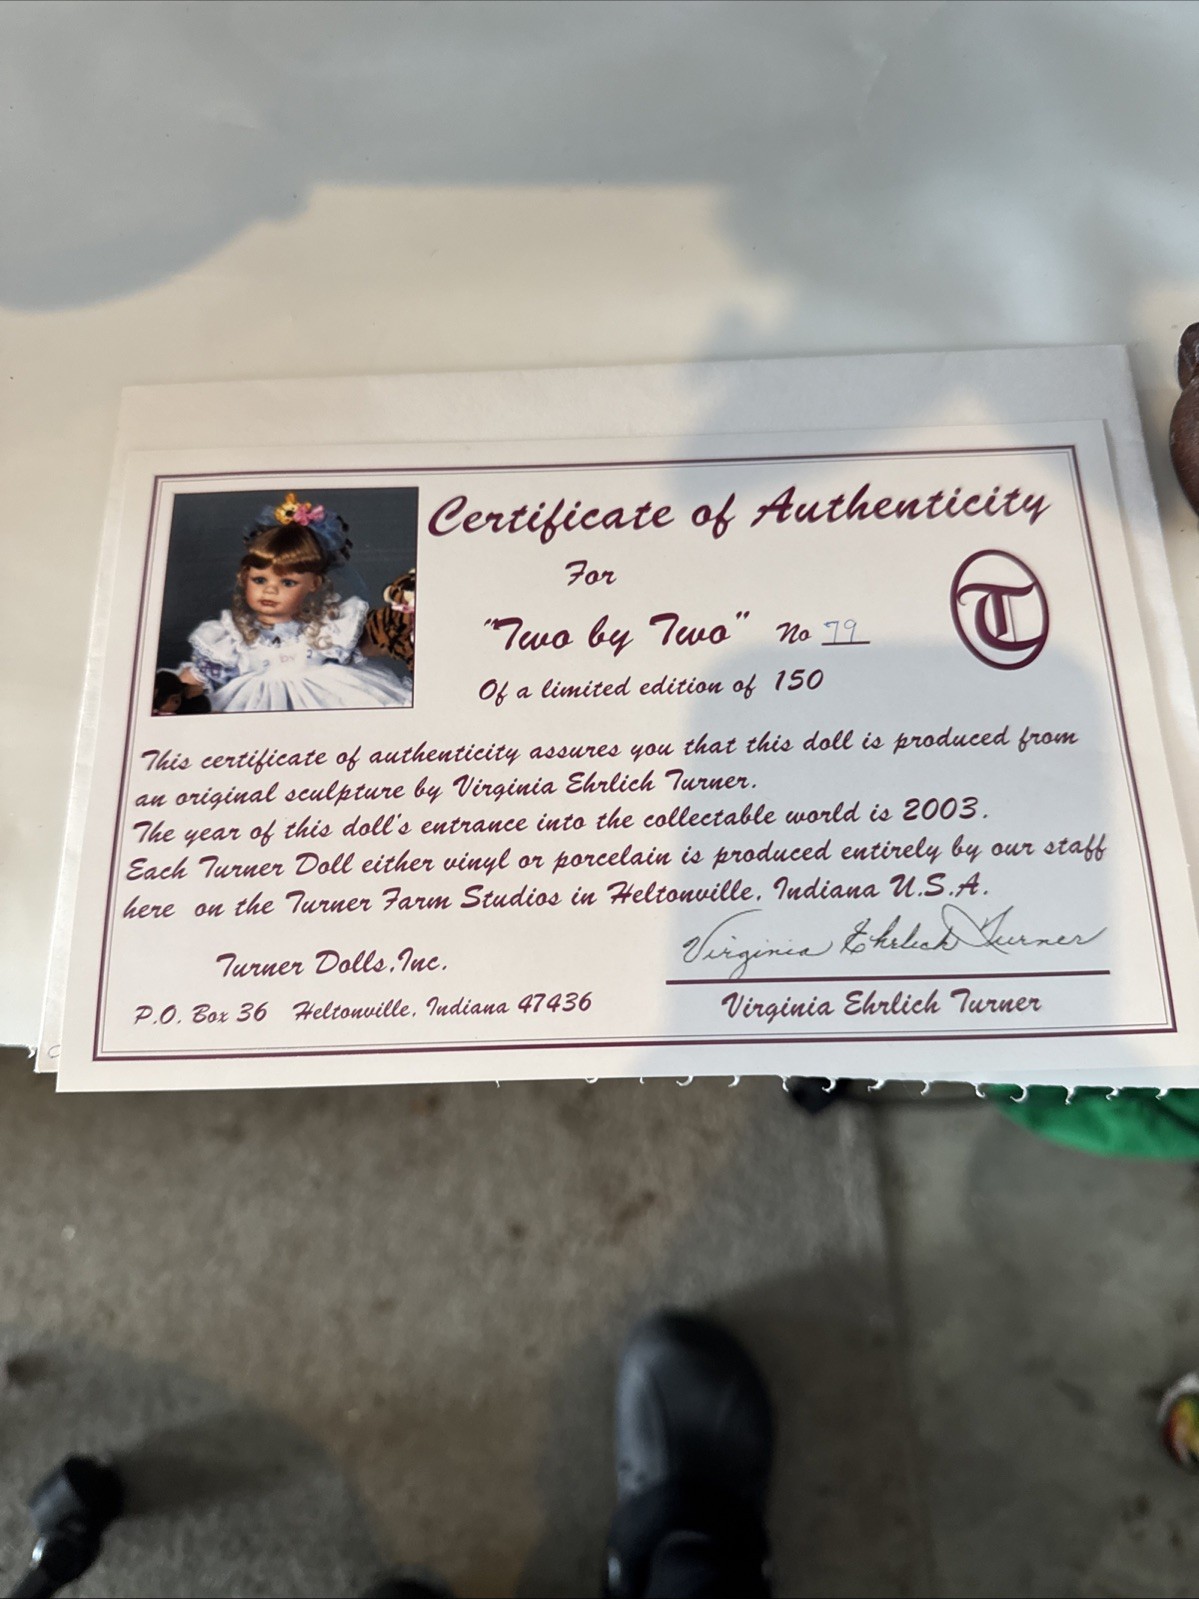 Certificate of Authenticity
For
"Two by Two" No 79
Of a limited edition of 150
T
This certificate of authenticity assures you that this doll is produced from
an original sculpture by Virginia Ehrlich Turner.
The year of this doll's entrance into the collectable world is 2003.
Each Turner Doll either vinyl or porcelain is produced entirely by our staff
here on the Turner Farm Studios in Heltonville, Indiana U.S.A.
Virginia Ehrlich Turner
Turner Dolls, Inc.
P.O. Box 36 Heltonville, Indiana 47436
Virginia Ehrlich Turner